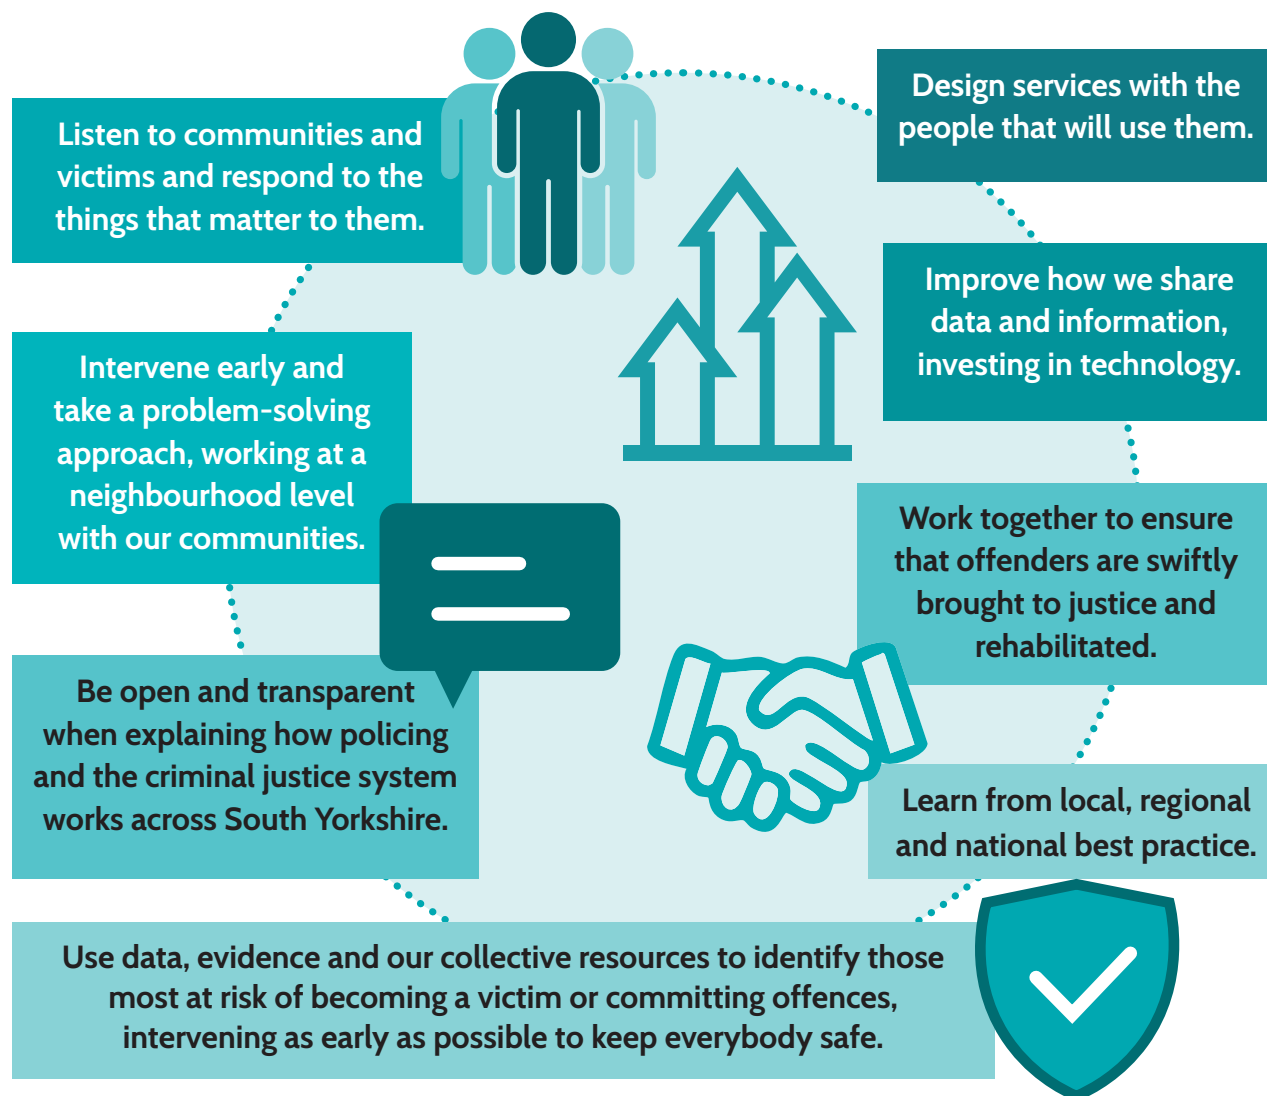 Listen to communities and
victims and respond to the
things that matter to them.
Intervene early and
take a problem-solving
approach, working at a
neighbourhood level
with our communities.
Be open and transparent
when explaining how policing
and the criminal justice system
works across South Yorkshire.
Design services with the
people that will use them.
Improve how we share
data and information,
investing in technology.
Work together to ensure
that offenders are swiftly
brought to justice and
rehabilitated.
Learn from local, regional
and national best practice.
Use data, evidence and our collective resources to identify those
most at risk of becoming a victim or committing offences,
intervening as early as possible to keep everybody safe.